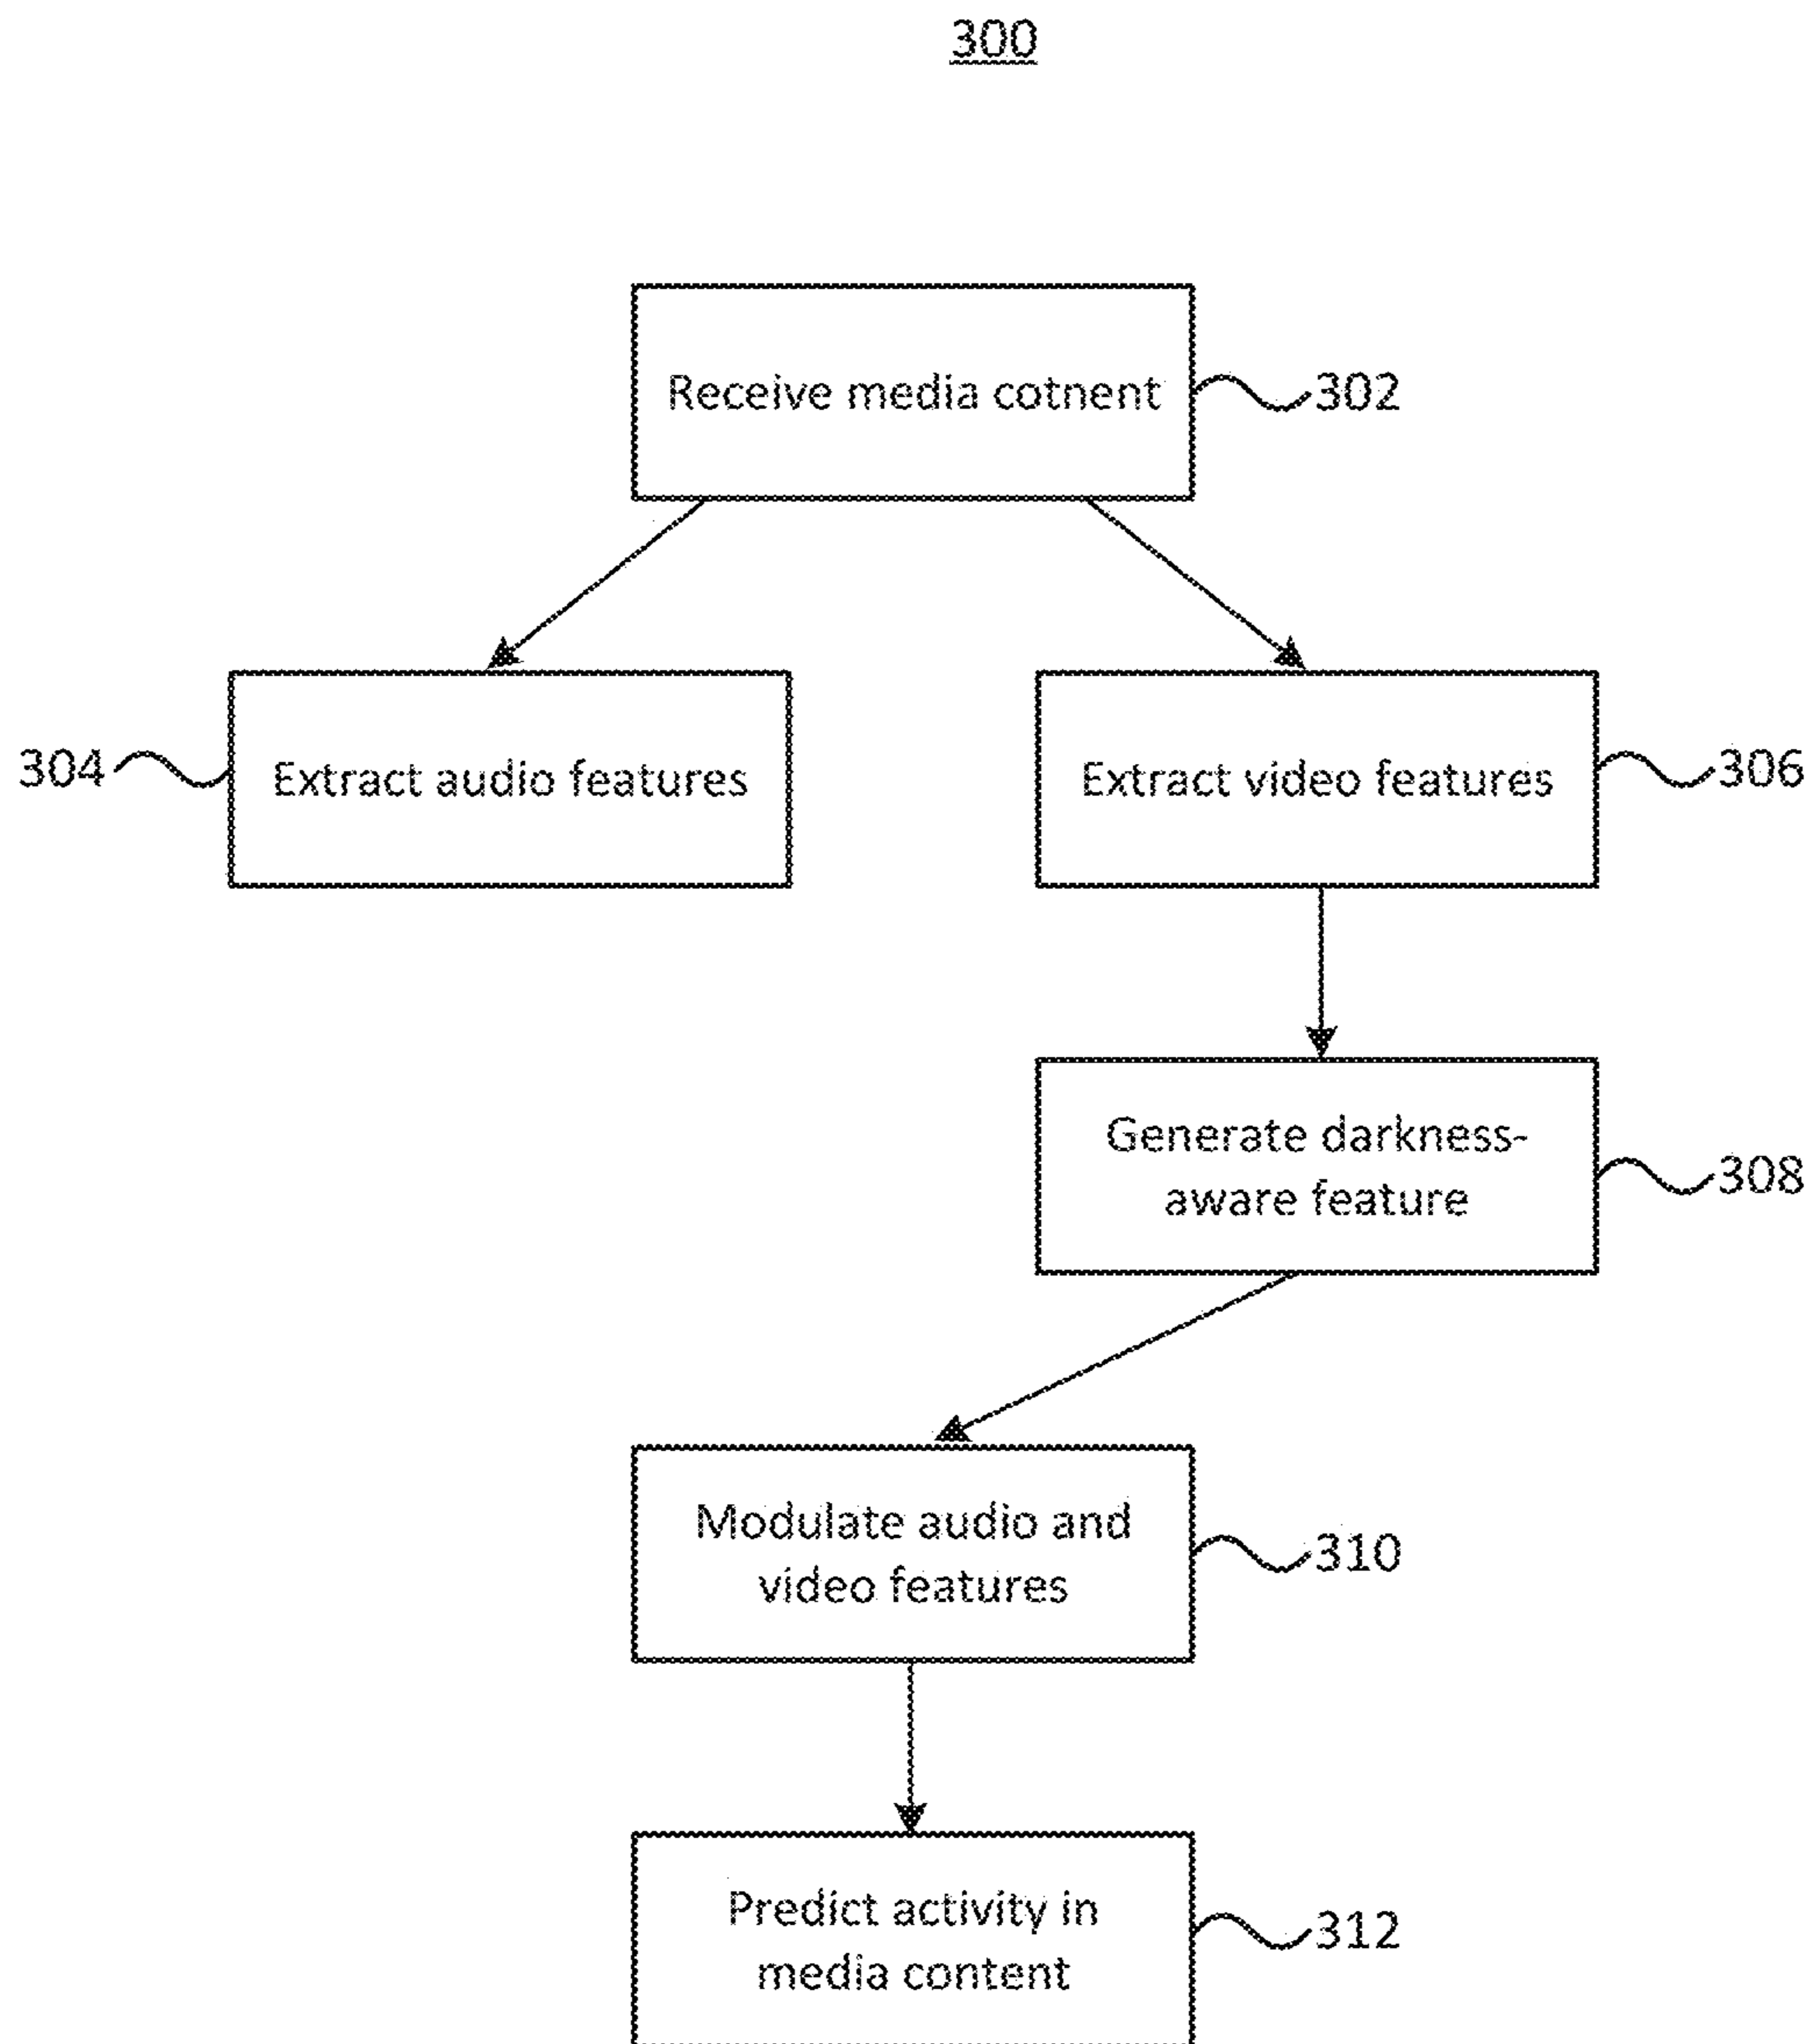 300
Receive media cotnent
302
304
Extract audio features
Extract video features
306
Generate darkness-
aware feature
308
Modulate audio and
video features
310
Predict activity in
media content
312